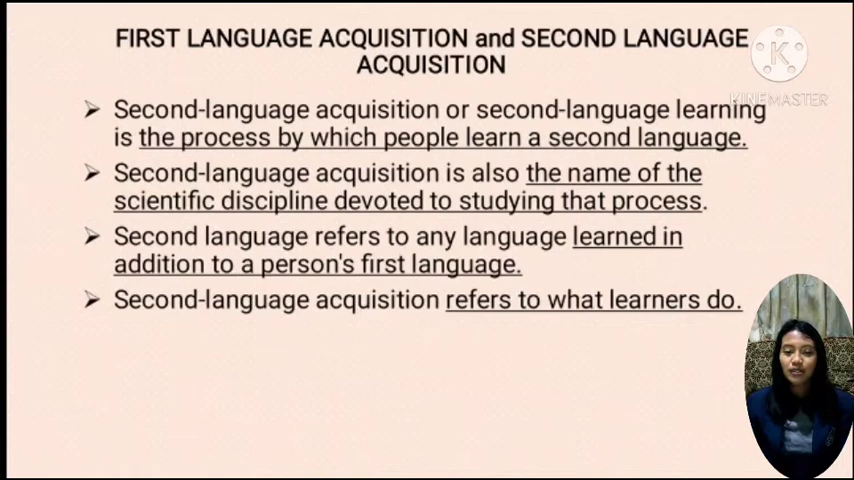 FIRST LANGUAGE ACQUISITION and SECOND LANGUAGE
ACQUISITION
K
KINEMASTER
➢ Second-language acquisition or second-language learning
is the process by which people learn a second language.
➢ Second-language acquisition is also the name of the
scientific discipline devoted to studying that process.
➢ Second language refers to any language learned in
addition to a person's first language.
➢ Second-language acquisition refers to what learners do.